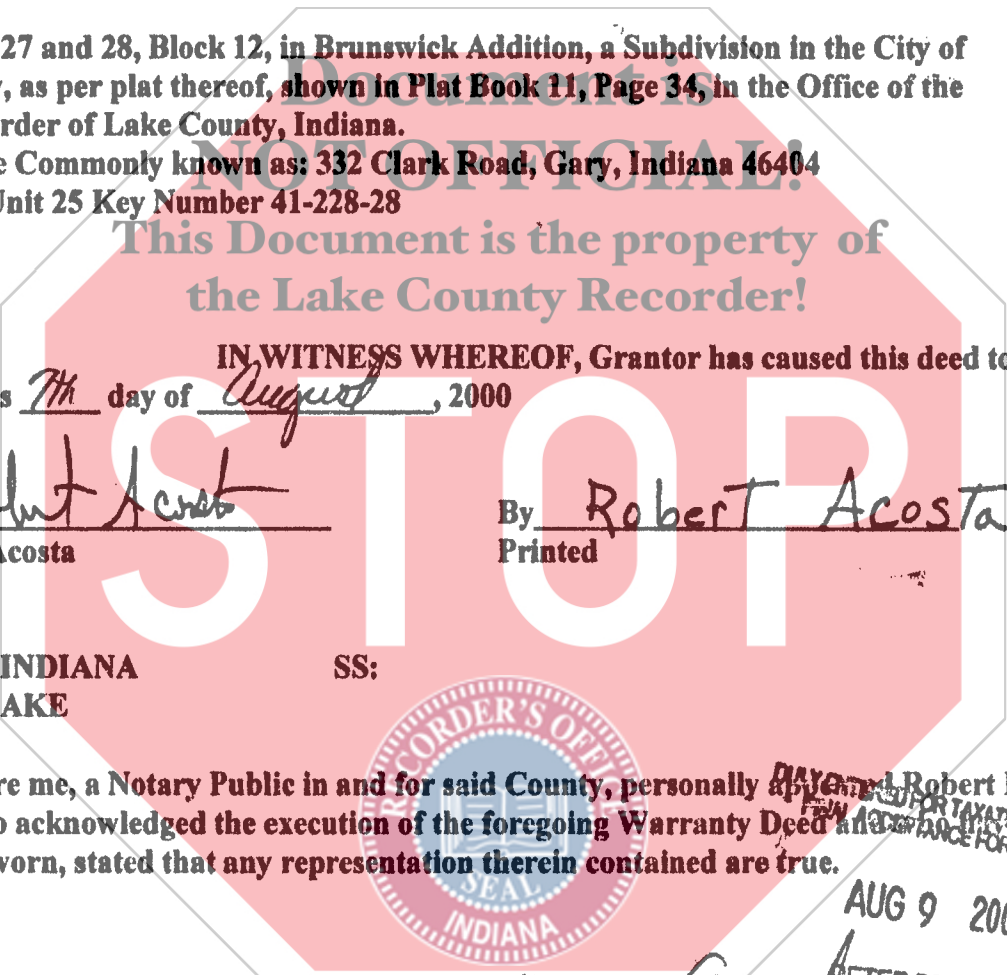 27 and 28, Block 12, in Brunswick Addition, a Subdivision in the City of
, as per plat thereof, shown in Plat Book 11, Page 34, in the Office of the
rder of Lake County, Indiana.
e Commonly known as: 332 Clark Road, Gary, Indiana 46404
Unit 25 Key Number 41-228-28
Document is
NOT OFFICIAL!
This Document is the property of
the Lake County Recorder!
IN WITNESS WHEREOF, Grantor has caused this deed to
s 7th day of August, 2000
STOP
Acosta
By Robert Acosta
Acosta
Printed
INDIANA SS:
AKE
re me, a Notary Public in and for said County, personally appeared Robert
o acknowledged the execution of the foregoing Warranty Deed and
worn, stated that any representation therein contained are true.
RECORDER'S OFFICE
SEAL
INDIANA
AUG 9 200